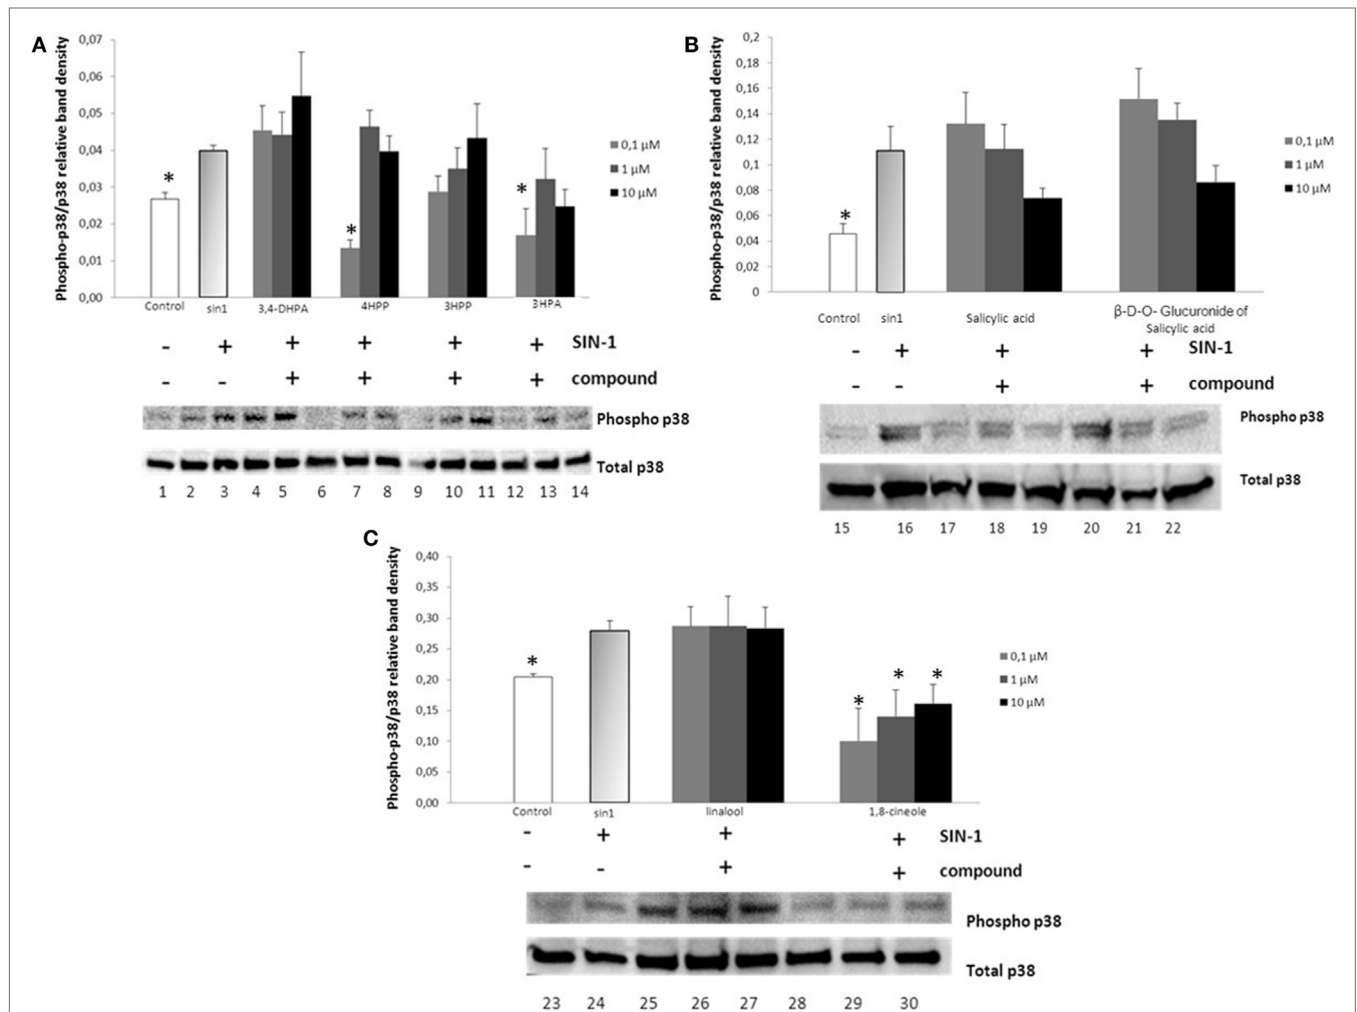 A
Phospho-p38/p38 relative band density
0,07
0,06
0,05
0,04
0,03
0,02
0,01
0,00
*
*
*
0,1 µM
1 µM
10 µM
Control sin1 3,4-DHPA 4HPP 3HPP 3HPA
- + + + + + SIN-1
- - + + + + compound
Phospho p38
Total p38
1 2 3 4 5 6 7 8 9 10 11 12 13 14
B
Phospho-p38/p38 relative band density
0,2
0,18
0,16
0,14
0,12
0,1
0,08
0,06
0,04
0,02
0
*
0,1 µM
1 µM
10 µM
Control sin1 Salicylic acid β-D-O- Glucuronide of
Salicylic acid
- + + + SIN-1
- - + + compound
Phospho p38
Total p38
15 16 17 18 19 20 21 22
C
Phospho-p38/p38 relative band density
0,40
0,35
0,30
0,25
0,20
0,15
0,10
0,05
0,00
*
* * *
0,1 µM
1 µM
10 µM
Control sin1 linalool 1,8-cineole
- + + + SIN-1
- - + + compound
Phospho p38
Total p38
23 24 25 26 27 28 29 30